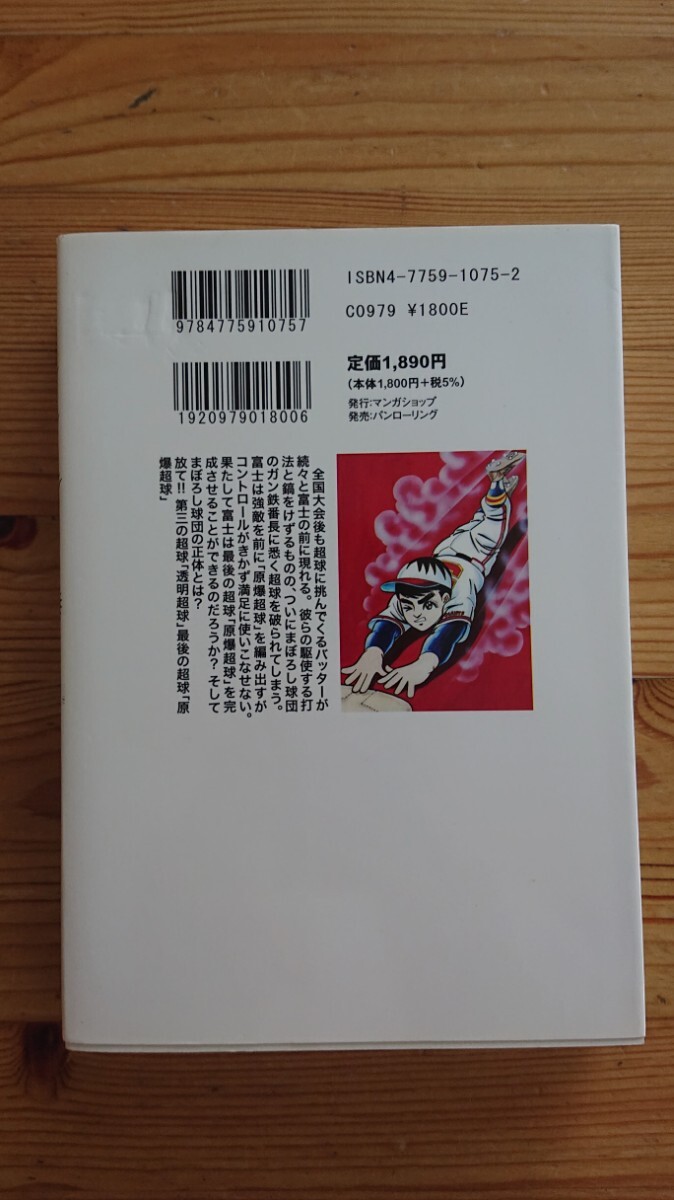 ISBN4-7759-1075-2
C0979 ¥1800E
9784775910757
定価1,890円
(本体1,800円+税5%)
1920979018006
発行:マンガショップ
発売:パンローリング
全国大会後も超球に挑んでくるバッターが
続々と富士の前に現れる。彼らの駆使する打
法と鎬をけずるものの、ついにまぼろし球団
のガン鉄番長に悉く超球を破られてしまう。
富士は強敵を前に「原爆超球」を編み出すが
コントロールがきかず満足に使いこなせない。
果たして富士は最後の超球「原爆超球」を完
成させることができるのだろうか？そして
まぼろし球団の正体とは？
放て!! 第三の超球「透明超球」最後の超球「原
爆超球」